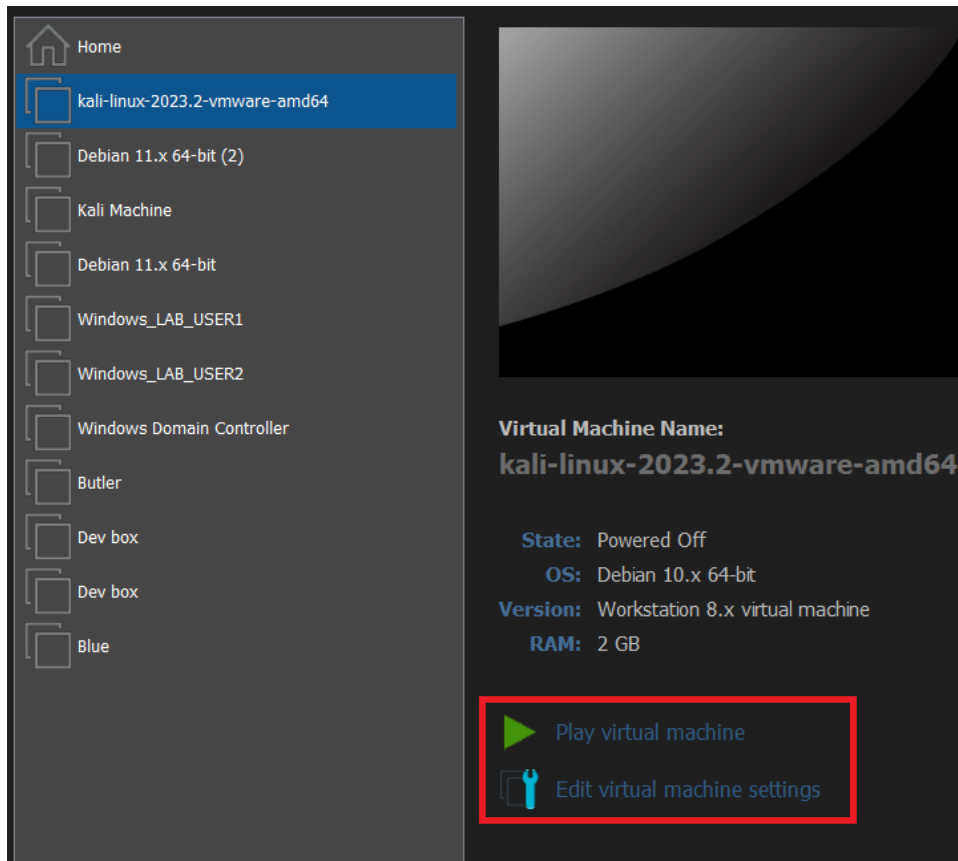 Home
kali-linux-2023.2-vmware-amd64
Debian 11.x 64-bit (2)
Kali Machine
Debian 11.x 64-bit
Windows_LAB_USER1
Windows_LAB_USER2
Windows Domain Controller
Butler
Dev box
Dev box
Blue
Virtual Machine Name:
kali-linux-2023.2-vmware-amd64
State: Powered Off
OS: Debian 10.x 64-bit
Version: Workstation 8.x virtual machine
RAM: 2 GB
Play virtual machine
Edit virtual machine settings